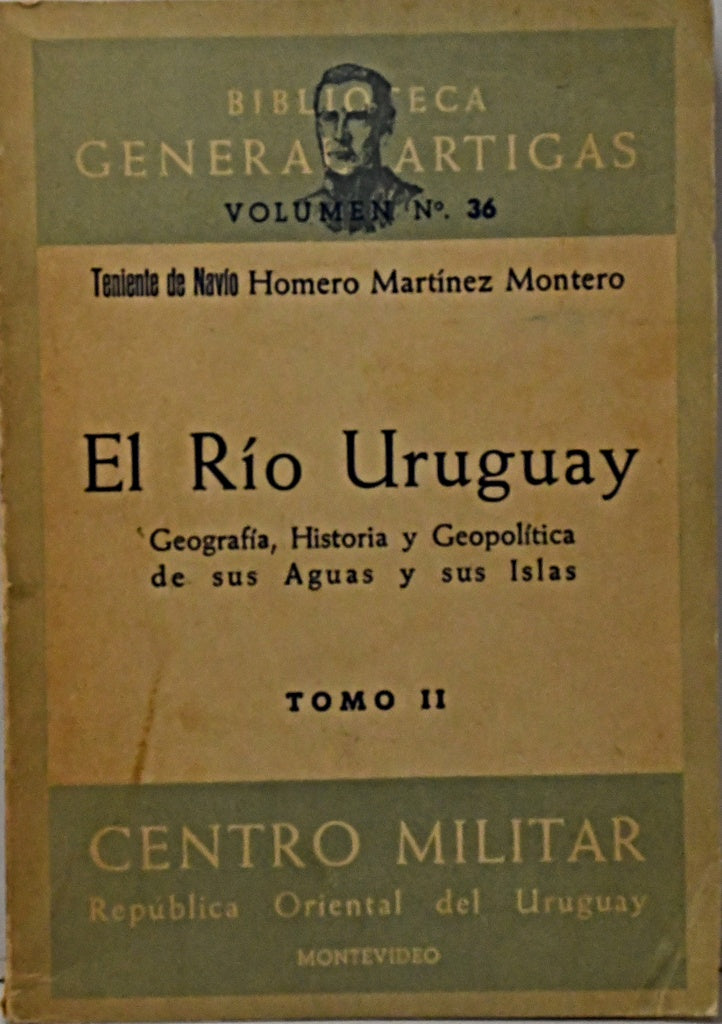 BIBLIOTECA
GENERAL ARTIGAS
VOLUMEN Nº. 36
Teniente de Navío Homero Martínez Montero
El Río Uruguay
Geografía, Historia y Geopolítica
de sus Aguas y sus Islas
TOMO II
CENTRO MILITAR
República Oriental del Uruguay
MONTEVIDEO